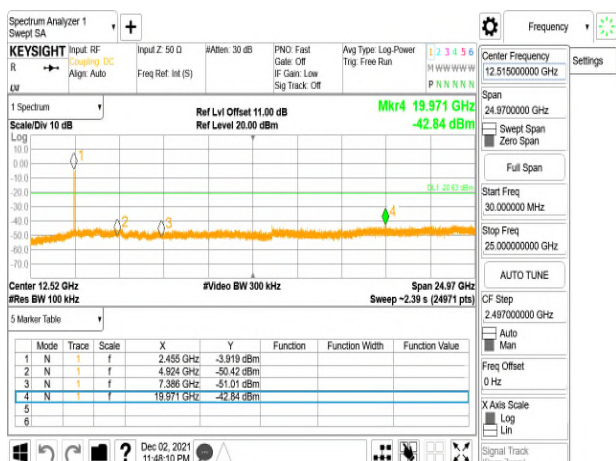 Spectrum Analyzer 1
Swept SA
Frequency
KEYSIGHT Input: RF Input Z: 50 Ω #Atten: 30 dB PNO: Fast Avg Type: Log-Power 1 2 3 4 5 6
R Coupling: DC Gate: Off Trig: Free Run M W W W W W
Align: Auto Freq Ref: Int (S) IF Gain: Low
Sig Track: Off P N N N N N
Settings
1 Spectrum
Ref Lvl Offset 11.00 dB Mkr4 19.971 GHz
Scale/Div 10 dB Ref Level 20.00 dBm -42.84 dBm
Log
10.0
0.00
-10.0
-20.0
-30.0
-40.0
-50.0
-60.0
-70.0
1
2
3
4
DL1 -20.63 dBm
Center 12.52 GHz #Video BW 300 kHz Span 24.97 GHz
#Res BW 100 kHz Sweep ~2.39 s (24971 pts)
5 Marker Table
Mode Trace Scale X Y Function Function Width Function Value
1 N 1 f 2.455 GHz -3.919 dBm
2 N 1 f 4.924 GHz -50.42 dBm
3 N 1 f 7.386 GHz -51.01 dBm
4 N 1 f 19.971 GHz -42.84 dBm
5
6
Dec 02, 2021
11:48:10 PM
Center Frequency
12.515000000 GHz
Span
24.9700000 GHz
Swept Span
Zero Span
Full Span
Start Freq
30.000000 MHz
Stop Freq
25.000000000 GHz
AUTO TUNE
CF Step
2.497000000 GHz
Auto
Man
Freq Offset
0 Hz
X Axis Scale
Log
Lin
Signal Track